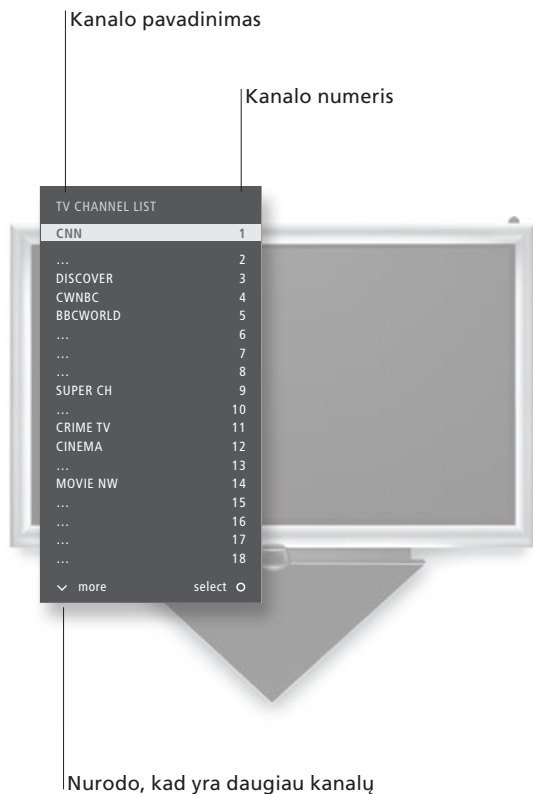 Kanalo pavadinimas
Kanalo numeris
TV CHANNEL LIST
CNN 1
... 2
DISCOVER 3
CWNBC 4
BBCWORLD 5
... 6
... 7
... 8
SUPER CH 9
... 10
CRIME TV 11
CINEMA 12
... 13
MOVIE NW 14
... 15
... 16
... 17
... 18
more select
Nurodo, kad yra daugiau kanalų